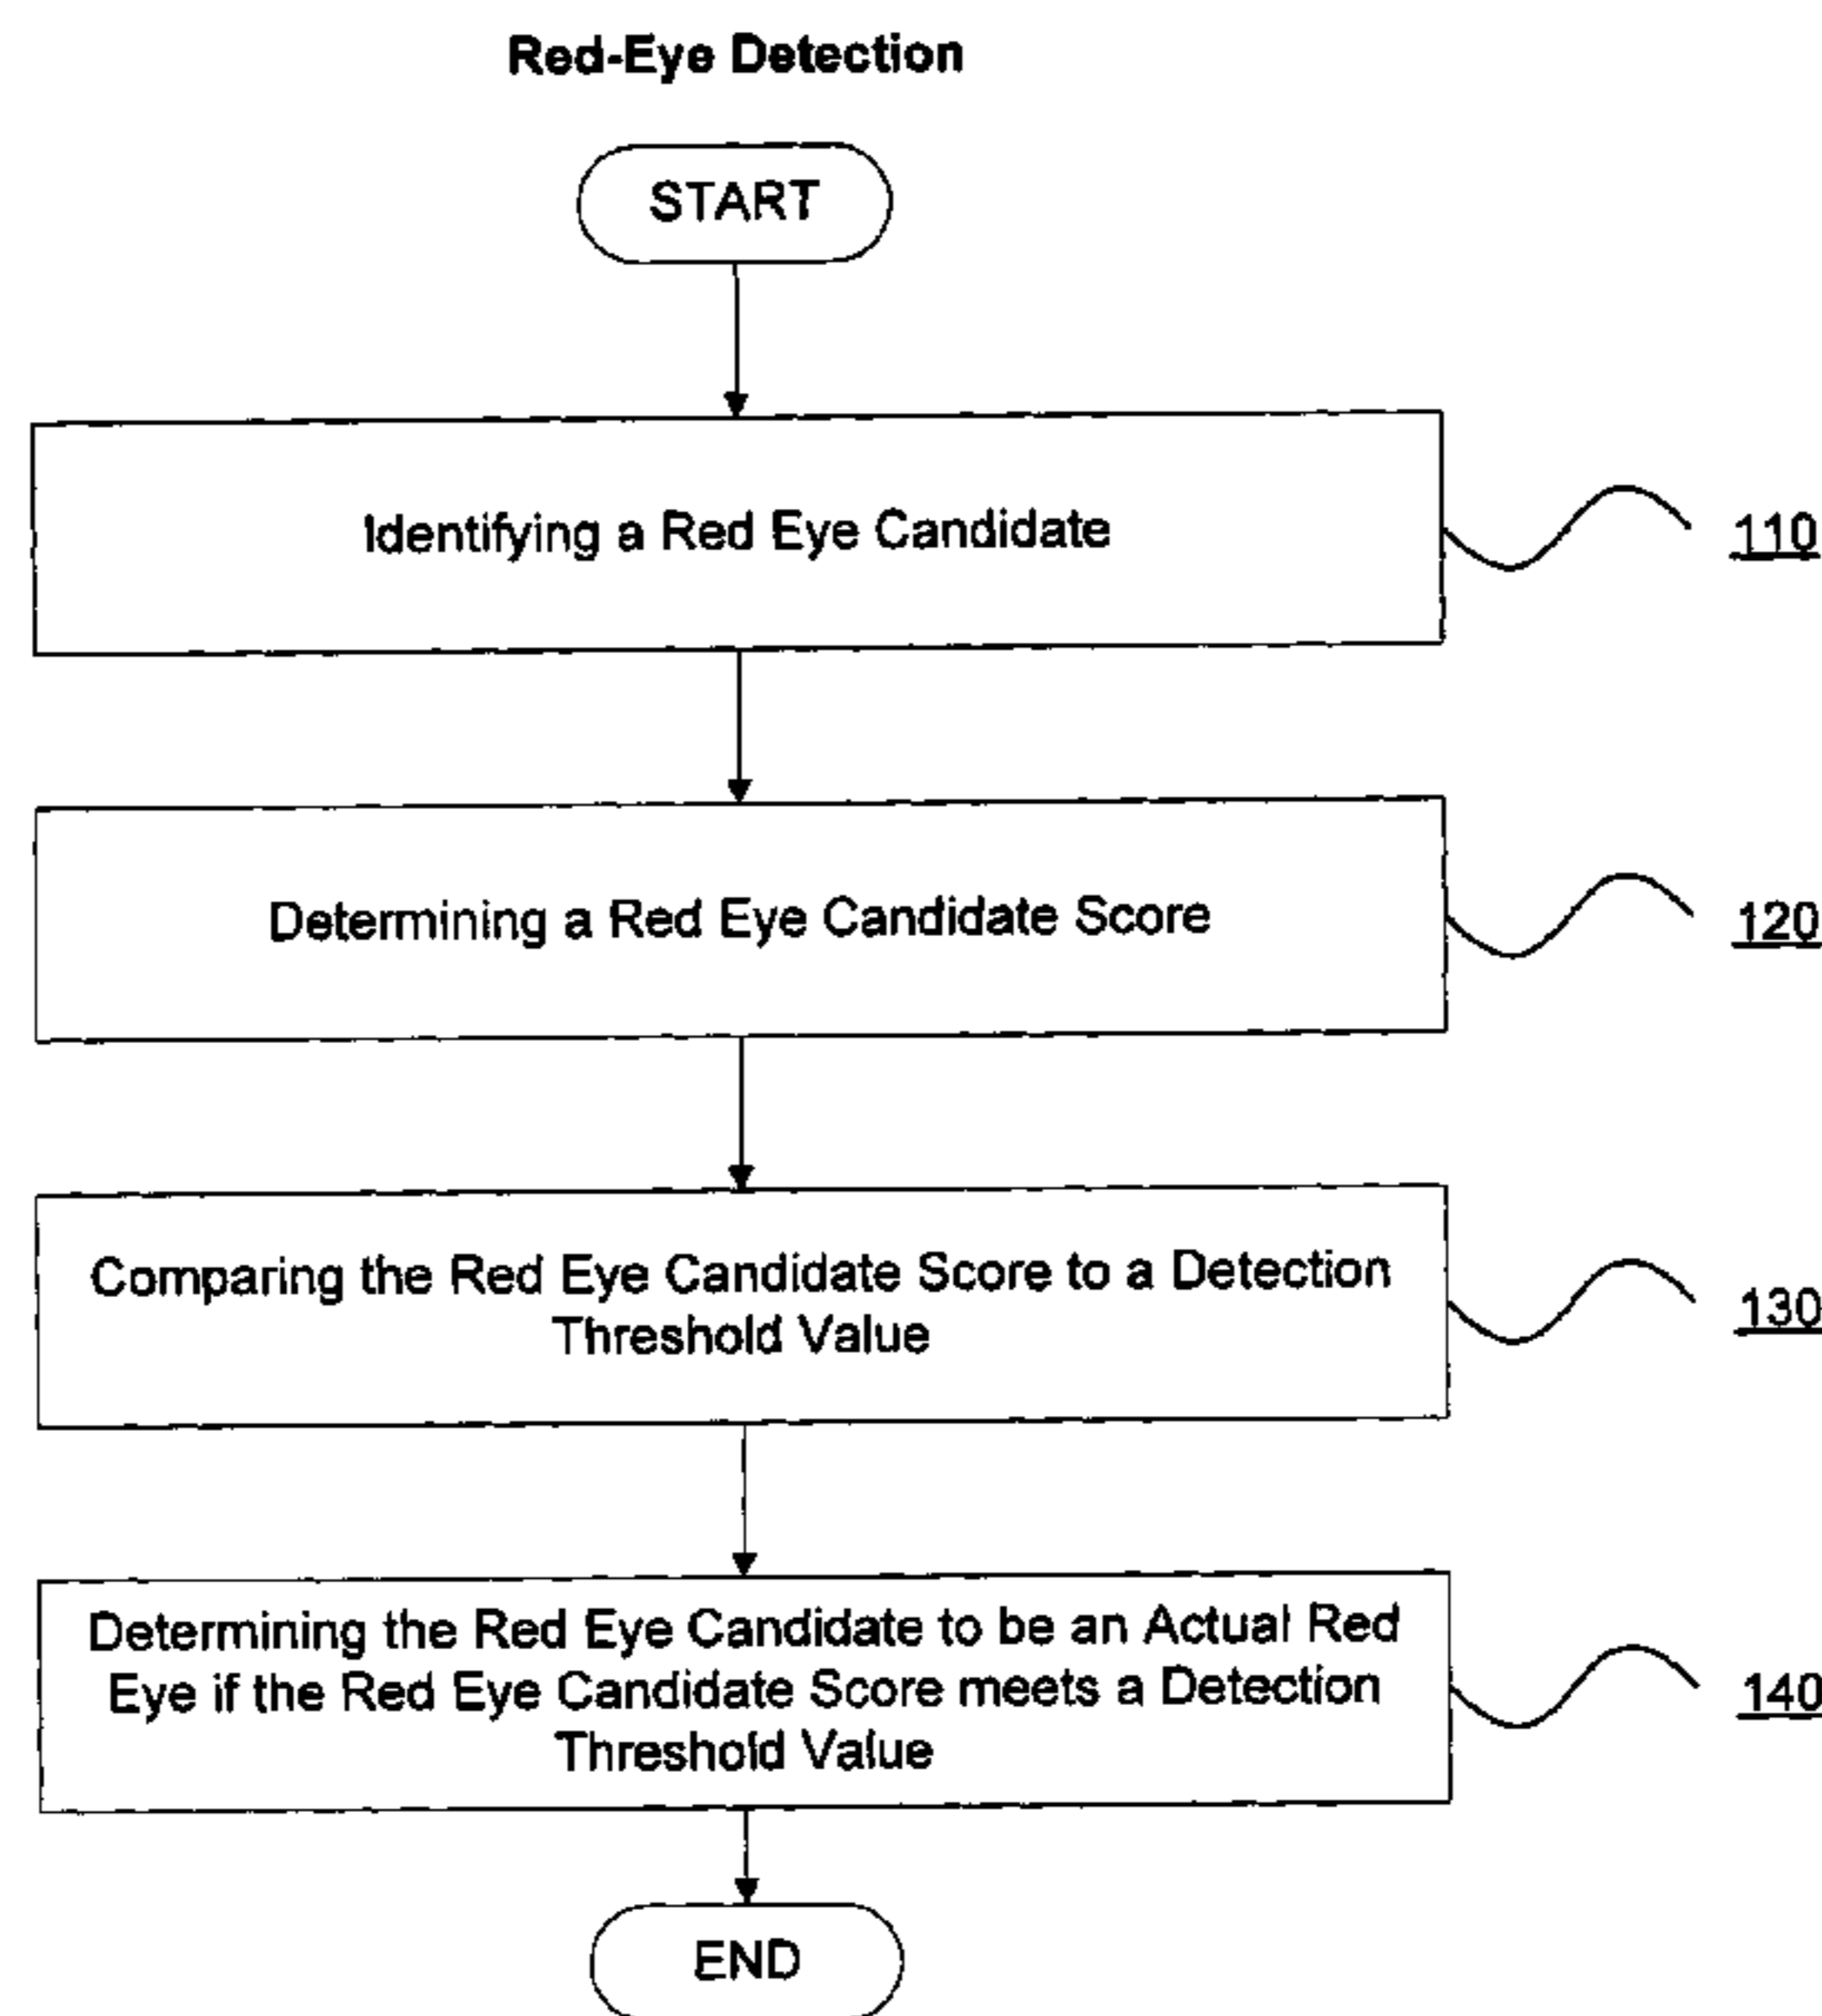 Red-Eye Detection
START
Identifying a Red Eye Candidate
110
Determining a Red Eye Candidate Score
120
Comparing the Red Eye Candidate Score to a Detection
Threshold Value
130
Determining the Red Eye Candidate to be an Actual Red
Eye if the Red Eye Candidate Score meets a Detection
Threshold Value
140
END